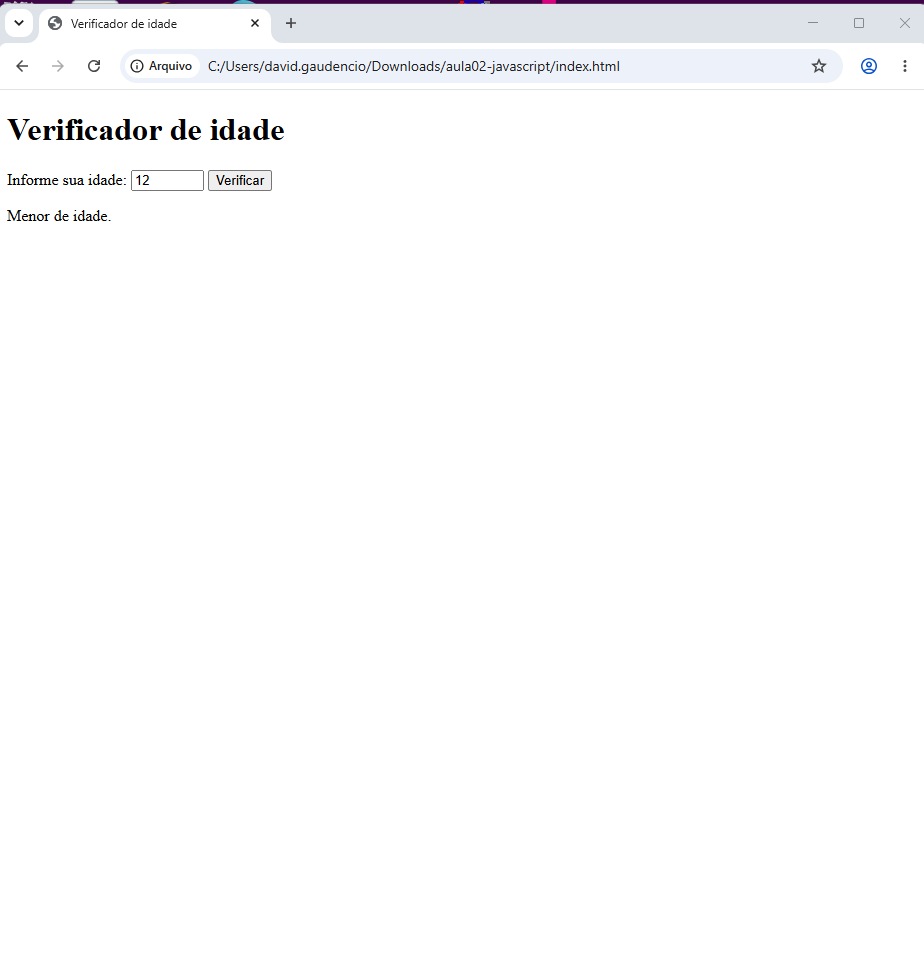 Verificador de idade
Arquivo C:/Users/david.gaudencio/Downloads/aula02-javascript/index.html
Verificador de idade
Informe sua idade: 12 Verificar
Menor de idade.